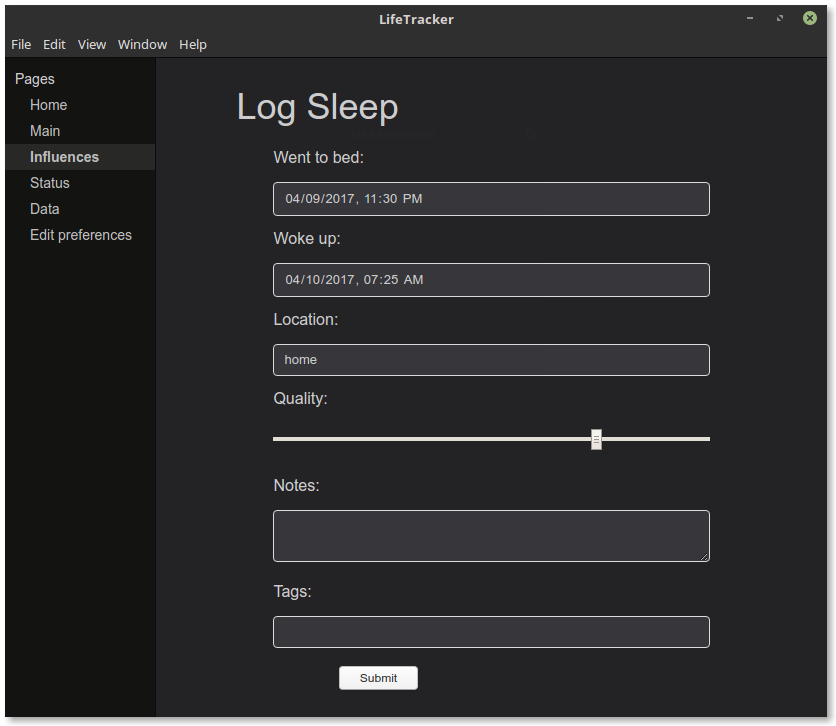 LifeTracker
File Edit View Window Help
Pages
Home
Main
Influences
Status
Data
Edit preferences
Log Sleep
Went to bed:
04/09/2017, 11:30 PM
Woke up:
04/10/2017, 07:25 AM
Location:
home
Quality:
Notes:
Tags:
Submit